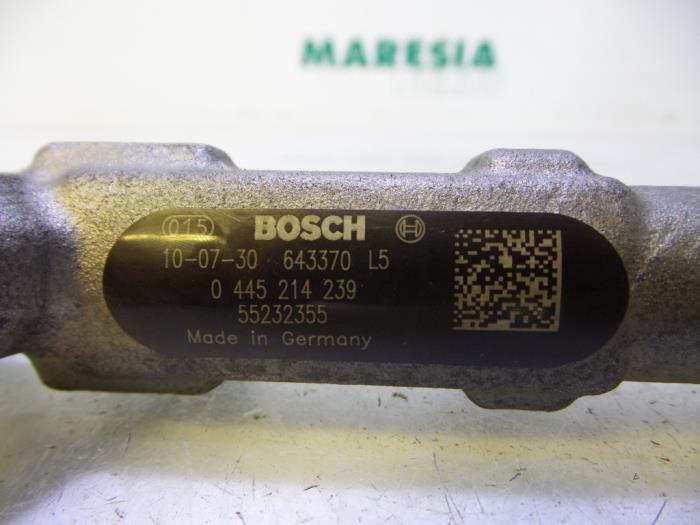 MARESIA
015 BOSCH
10-07-30 643370 L5
0 445 214 239
55232355
Made in Germany